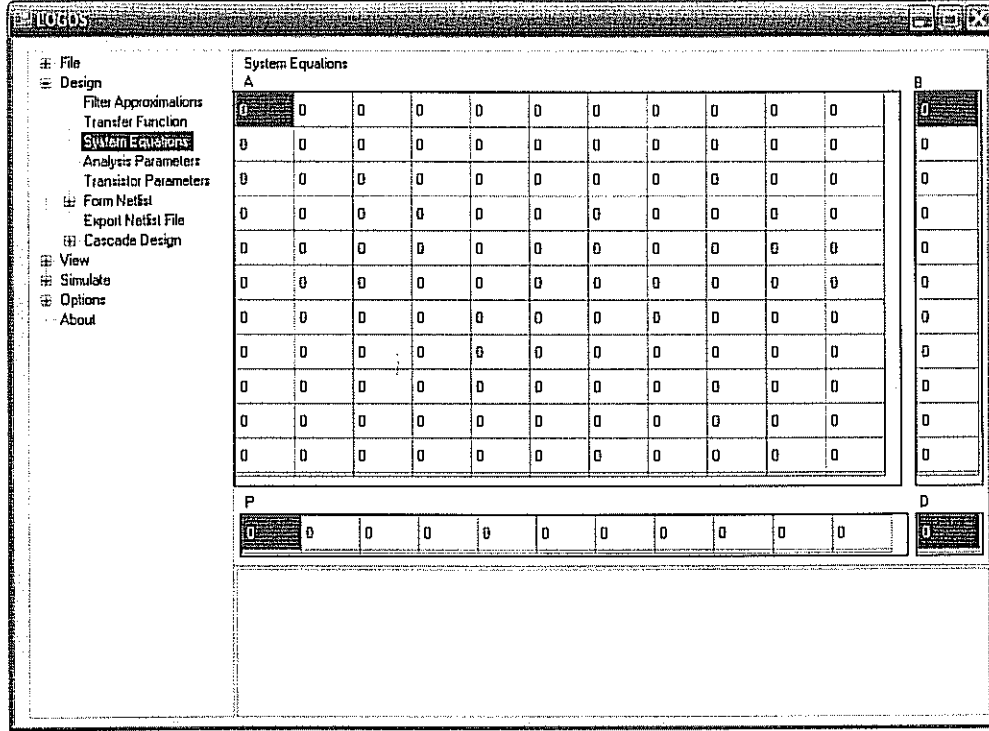 LOGOS
File
Design
Filter Approximations
Transfer Function
System Equations
Analysis Parameters
Transistor Parameters
Form Netlist
Export Netlist File
Cascade Design
View
Simulate
Options
About
System Equations
A B
0 0 0 0 0 0 0 0 0 0 0 0
0 0 0 0 0 0 0 0 0 0 0 0
0 0 0 0 0 0 0 0 0 0 0 0
0 0 0 0 0 0 0 0 0 0 0 0
0 0 0 0 0 0 0 0 0 0 0 0
0 0 0 0 0 0 0 0 0 0 0 0
0 0 0 0 0 0 0 0 0 0 0 0
0 0 0 0 0 0 0 0 0 0 0 0
0 0 0 0 0 0 0 0 0 0 0 0
0 0 0 0 0 0 0 0 0 0 0 0
0 0 0 0 0 0 0 0 0 0 0 0
P D
0 0 0 0 0 0 0 0 0 0 0 0